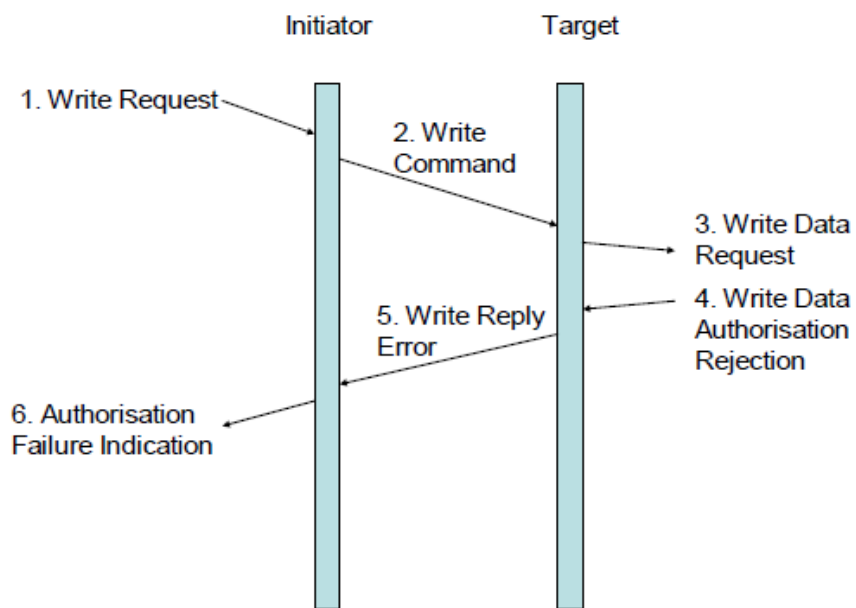 Initiator
Target
1. Write Request
2. Write
Command
3. Write Data
Request
4. Write Data
Authorisation
Rejection
5. Write Reply
Error
6. Authorisation
Failure Indication